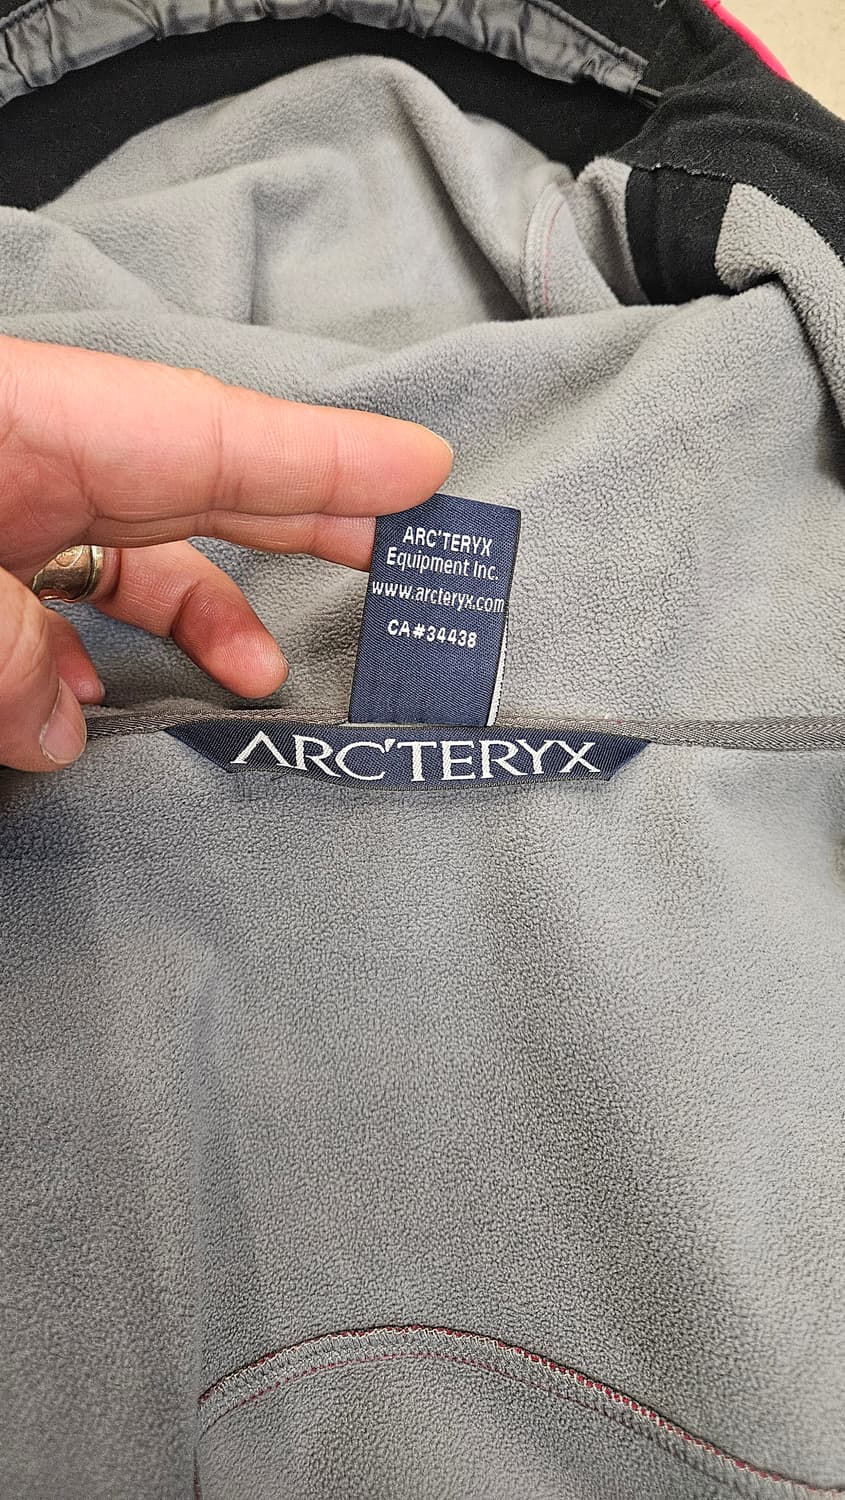 ARC'TERYX
Equipment Inc.
www.arcteryx.com
CA#34438
ARC'TERYX